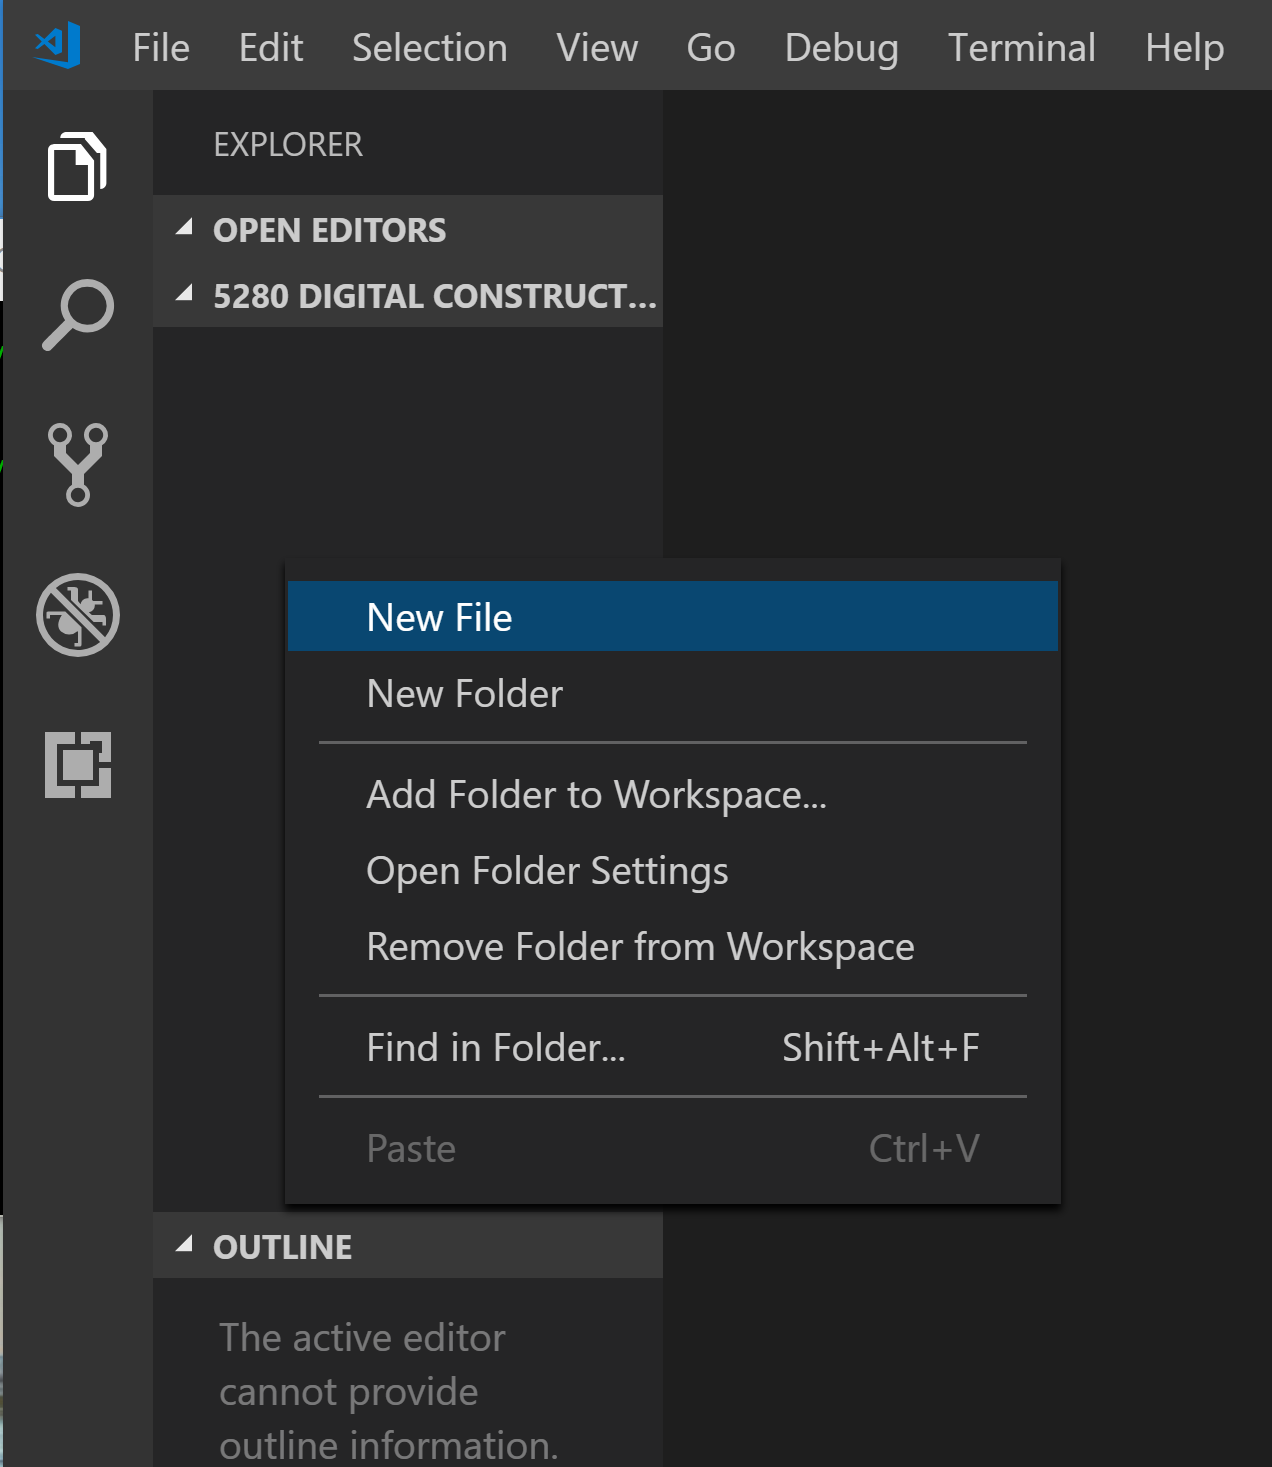 File Edit Selection View Go Debug Terminal Help
EXPLORER
OPEN EDITORS
5280 DIGITAL CONSTRUCT...
New File
New Folder
Add Folder to Workspace...
Open Folder Settings
Remove Folder from Workspace
Find in Folder... Shift+Alt+F
Paste Ctrl+V
OUTLINE
The active editor
cannot provide
outline information.